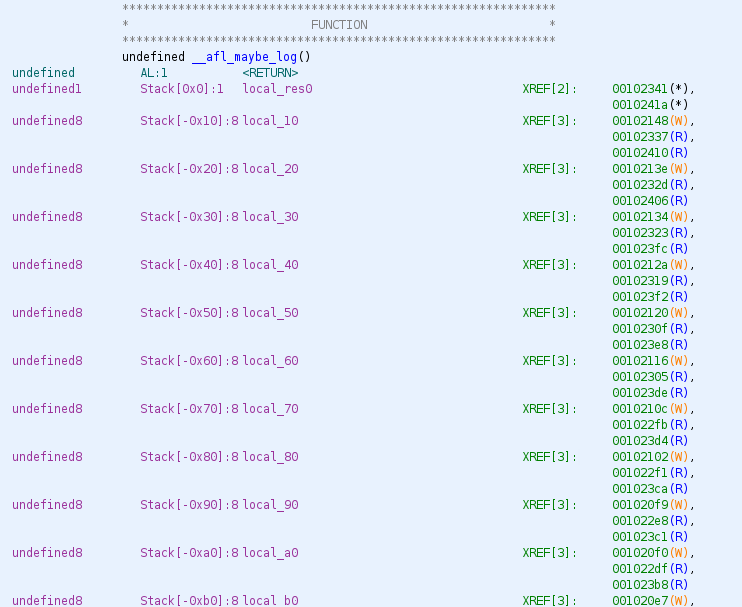 *************************************************************
* FUNCTION *
*************************************************************
undefined __afl_maybe_log()
undefined AL:1 <RETURN>
undefined1 Stack[0x0]:1 local_res0 XREF[2]: 00102341(*),
0010241a(*)
undefined8 Stack[-0x10]:8 local_10 XREF[3]: 00102148(W),
00102337(R),
00102410(R)
undefined8 Stack[-0x20]:8 local_20 XREF[3]: 0010213e(W),
0010232d(R),
00102406(R)
undefined8 Stack[-0x30]:8 local_30 XREF[3]: 00102134(W),
00102323(R),
001023fc(R)
undefined8 Stack[-0x40]:8 local_40 XREF[3]: 0010212a(W),
00102319(R),
001023f2(R)
undefined8 Stack[-0x50]:8 local_50 XREF[3]: 00102120(W),
0010230f(R),
001023e8(R)
undefined8 Stack[-0x60]:8 local_60 XREF[3]: 00102116(W),
00102305(R),
001023de(R)
undefined8 Stack[-0x70]:8 local_70 XREF[3]: 0010210c(W),
001022fb(R),
001023d4(R)
undefined8 Stack[-0x80]:8 local_80 XREF[3]: 00102102(W),
001022f1(R),
001023ca(R)
undefined8 Stack[-0x90]:8 local_90 XREF[3]: 001020f9(W),
001022e8(R),
001023c1(R)
undefined8 Stack[-0xa0]:8 local_a0 XREF[3]: 001020f0(W),
001022df(R),
001023b8(R)
undefined8 Stack[-0xb0]:8 local_b0 XREF[3]: 001020e7(W),